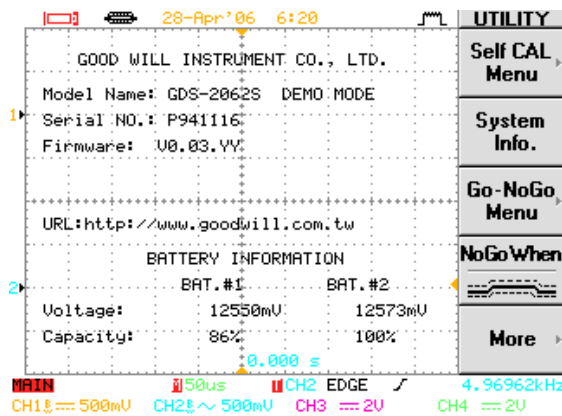 28-Apr'06 6:20
UTILITY
GOOD WILL INSTRUMENT CO., LTD.
Model Name: GDS-2062S DEMO MODE
Serial NO.: P941116
Firmware: V0.03.YY
URL:http://www.goodwill.com.tw
BATTERY INFORMATION
BAT.#1 BAT.#2
Voltage: 12550mV 12573mV
Capacity: 86% 100%
1
2
0.000 s
Self CAL
Menu
System
Info.
Go-NoGo
Menu
NoGo When
More
MAIN M 50us T CH2 EDGE 4.96962kHz
CH1 500mV CH2 500mV CH3 2V CH4 2V